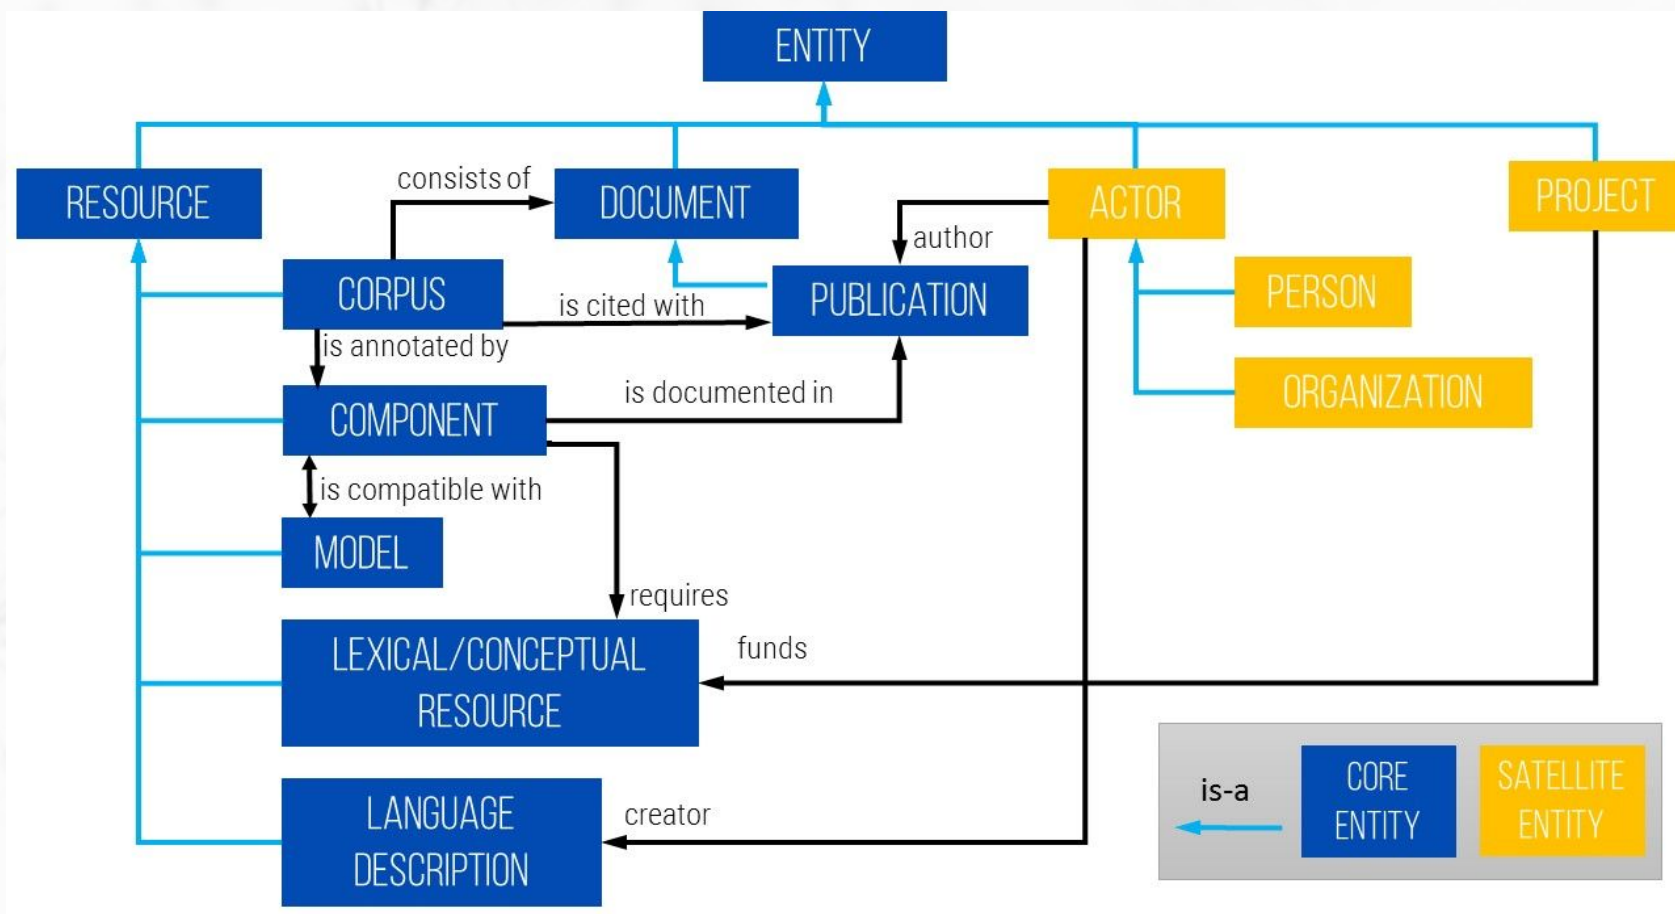 ENTITY
RESOURCE
consists of
DOCUMENT
ACTOR
PROJECT
author
CORPUS
is cited with
PUBLICATION
PERSON
is annotated by
COMPONENT
is documented in
ORGANIZATION
is compatible with
MODEL
requires
LEXICAL/CONCEPTUAL
RESOURCE
funds
LANGUAGE
DESCRIPTION
creator
is-a
CORE
ENTITY
SATELLITE
ENTITY